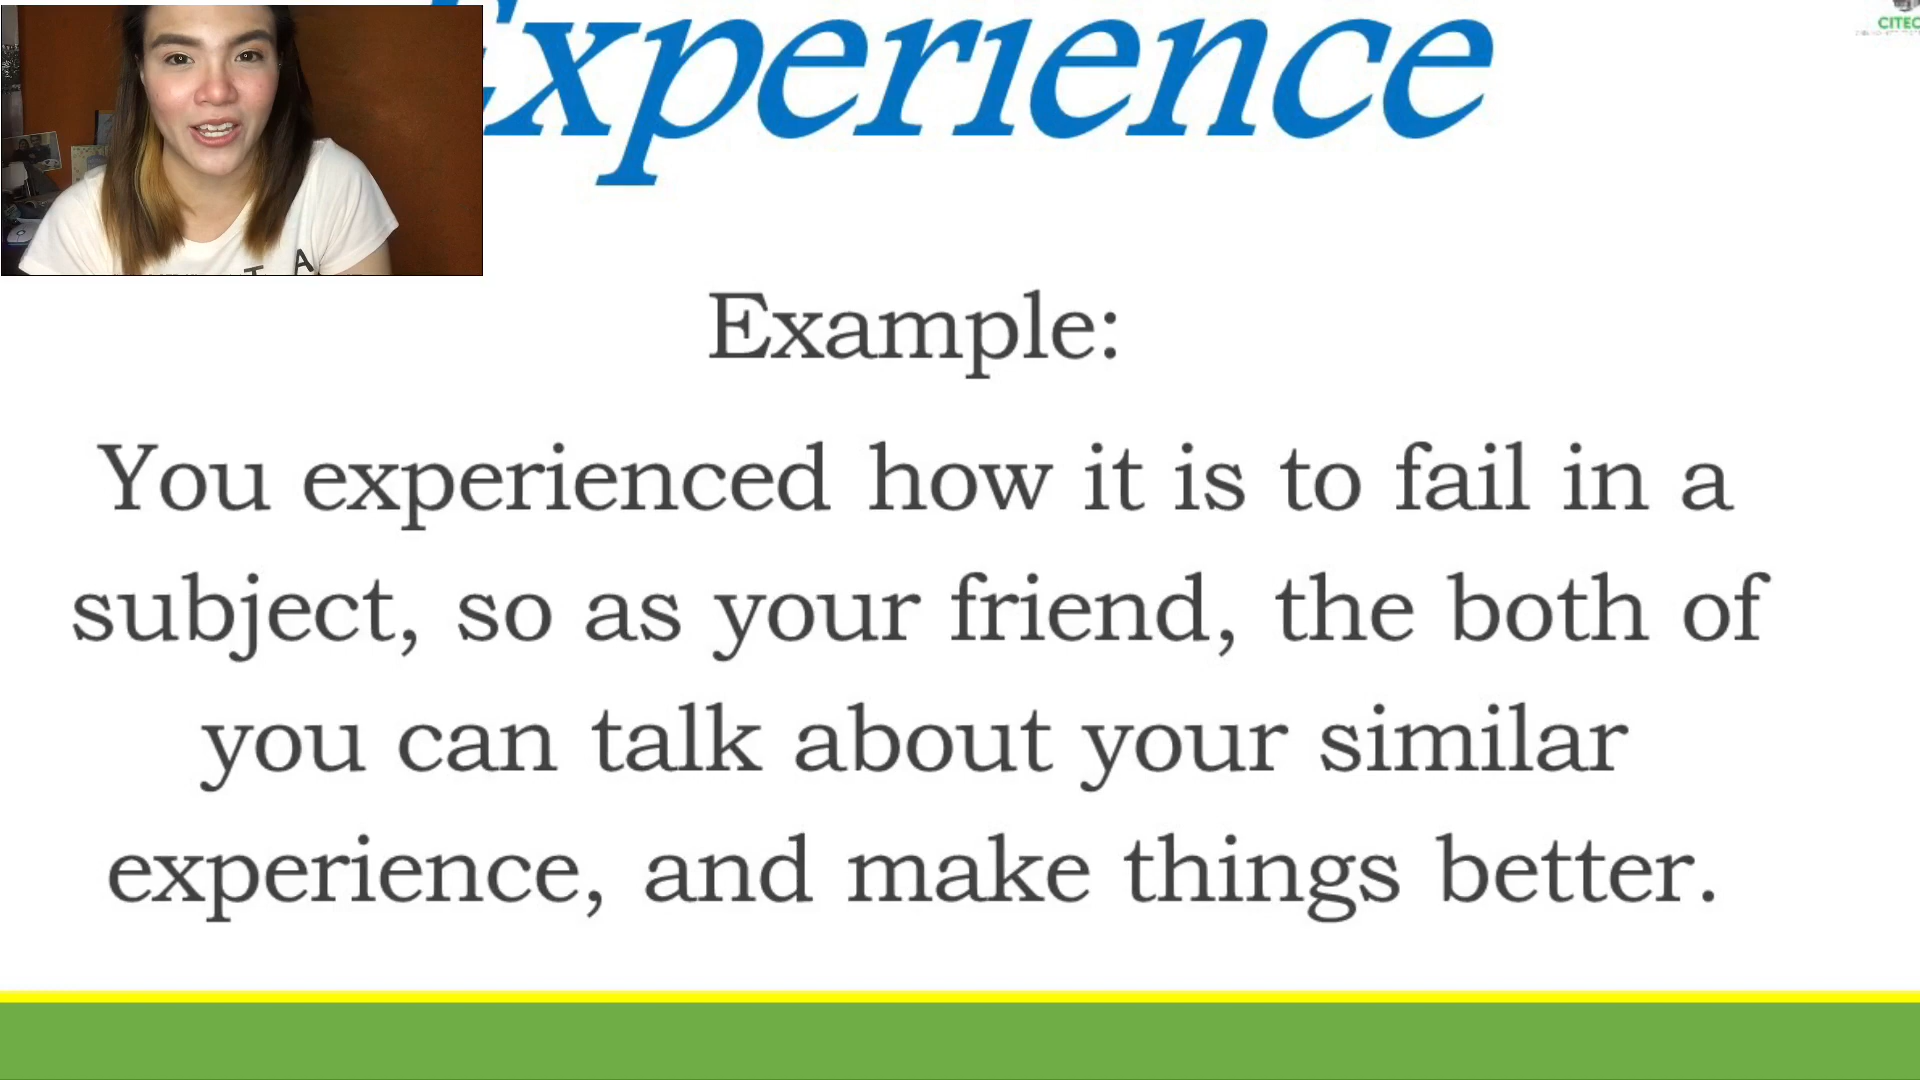 Experience
CITEC
T A
Example:
You experienced how it is to fail in a
subject, so as your friend, the both of
you can talk about your similar
experience, and make things better.